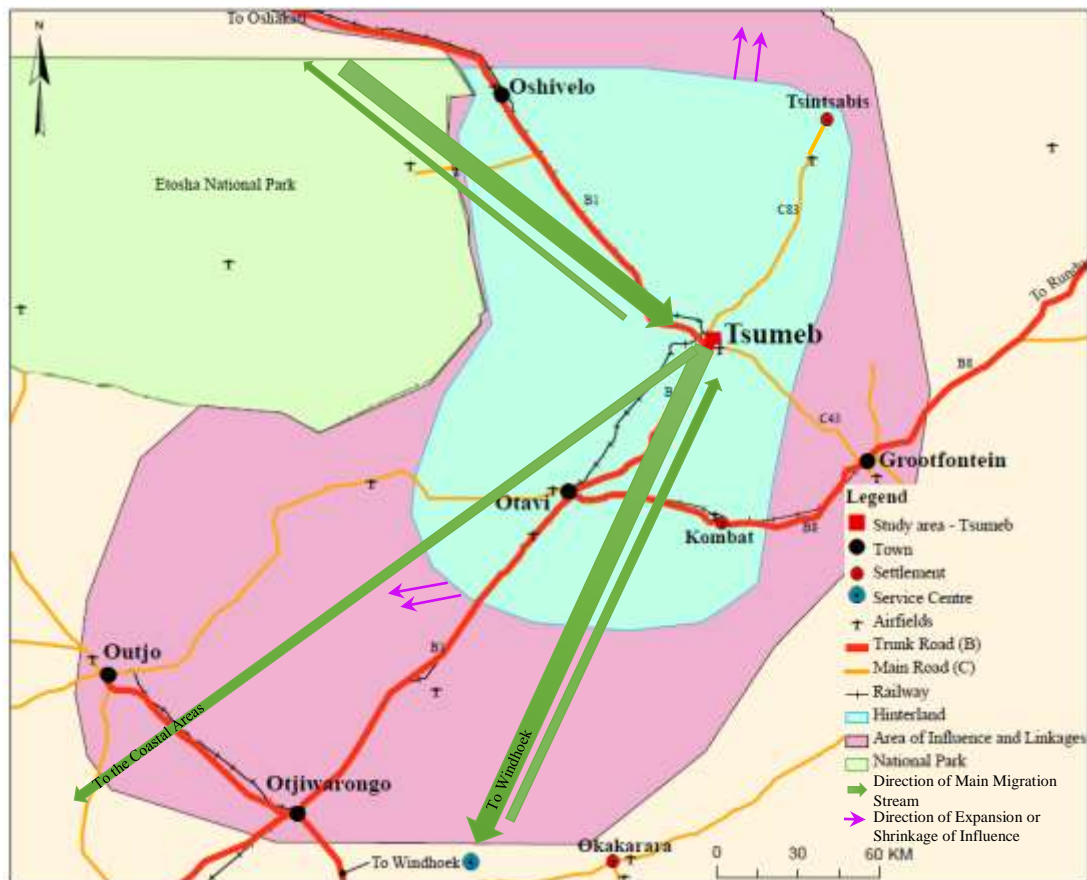 N
To Oshakati
Oshivelo
Tsintsabis
Etosha National Park
B1
C83
To Rundu
Tsumeb
B8
B
C43
Grootfontein
Otavi
Kombat
B8
Legend
Study area - Tsumeb
Town
Settlement
Service Centre
Airfields
Trunk Road (B)
Main Road (C)
Railway
Hinterland
Area of Influence and Linkages
National Park
Direction of Main Migration
Stream
Direction of Expansion or
Shrinkage of Influence
Outjo
B1
To the Coastal Areas
Otjiwarongo
To Windhoek
To Windhoek
Okakarara
0 30 60 KM